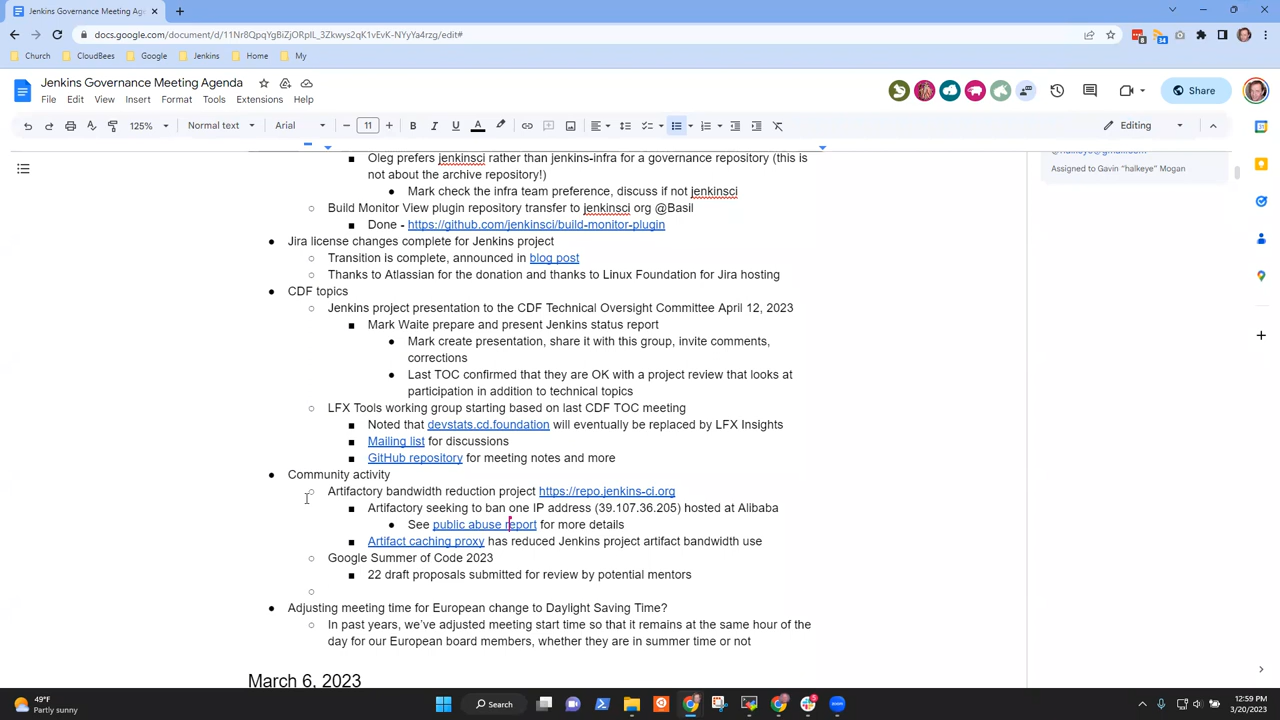 Jenkins Governance Meeting Age
docs.google.com/document/d/11Nr8QpqYgBiZjORpIL_3Zkwys2qK1vEvK-NYyYa4rzg/edit#
Church CloudBees Google Jenkins Home My
Jenkins Governance Meeting Agenda
File Edit View Insert Format Tools Extensions Help
Share
125% Normal text Arial 11 Editing
Oleg prefers jenkinsci rather than jenkins-infra for a governance repository (this is
not about the archive repository!)
Mark check the infra team preference, discuss if not jenkinsci
Build Monitor View plugin repository transfer to jenkinsci org @Basil
Done - https://github.com/jenkinsci/build-monitor-plugin
Jira license changes complete for Jenkins project
Transition is complete, announced in blog post
Thanks to Atlassian for the donation and thanks to Linux Foundation for Jira hosting
CDF topics
Jenkins project presentation to the CDF Technical Oversight Committee April 12, 2023
Mark Waite prepare and present Jenkins status report
Mark create presentation, share it with this group, invite comments,
corrections
Last TOC confirmed that they are OK with a project review that looks at
participation in addition to technical topics
LFX Tools working group starting based on last CDF TOC meeting
Noted that devstats.cd.foundation will eventually be replaced by LFX Insights
Mailing list for discussions
GitHub repository for meeting notes and more
Community activity
Artifactory bandwidth reduction project https://repo.jenkins-ci.org
Artifactory seeking to ban one IP address (39.107.36.205) hosted at Alibaba
See public abuse report for more details
Artifact caching proxy has reduced Jenkins project artifact bandwidth use
Google Summer of Code 2023
22 draft proposals submitted for review by potential mentors
Adjusting meeting time for European change to Daylight Saving Time?
In past years, we've adjusted meeting start time so that it remains at the same hour of the
day for our European board members, whether they are in summer time or not
March 6, 2023
Assigned to Gavin "halkeye" Mogan
49°F
Partly sunny
Search
12:59 PM
3/20/2023